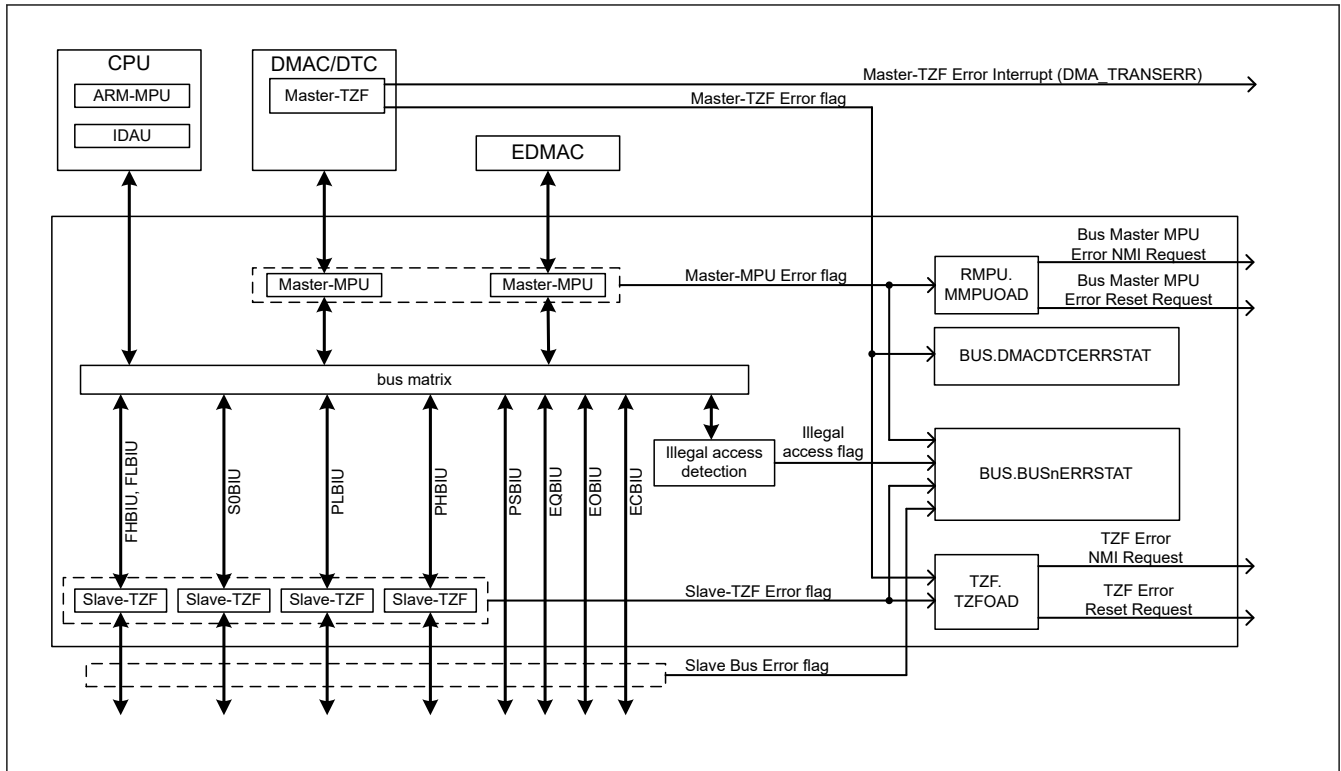 CPU
ARM-MPU
IDAU
DMAC/DTC
Master-TZF
EDMAC
Master-TZF Error Interrupt (DMA_TRANSERR)
Master-TZF Error flag
Master-MPU
Master-MPU
Master-MPU Error flag
RMPU.
MMPUOAD
Bus Master MPU
Error NMI Request
Bus Master MPU
Error Reset Request
BUS.DMACDTCERRSTAT
bus matrix
FHBIU, FLBIU
S0BIU
PLBIU
PHBIU
PSBIU
EQBIU
EOBIU
ECBIU
Illegal access
detection
Illegal
access flag
BUS.BUSnERRSTAT
Slave-TZF
Slave-TZF
Slave-TZF
Slave-TZF
Slave-TZF Error flag
TZF.
TZFOAD
TZF Error
NMI Request
TZF Error
Reset Request
Slave Bus Error flag